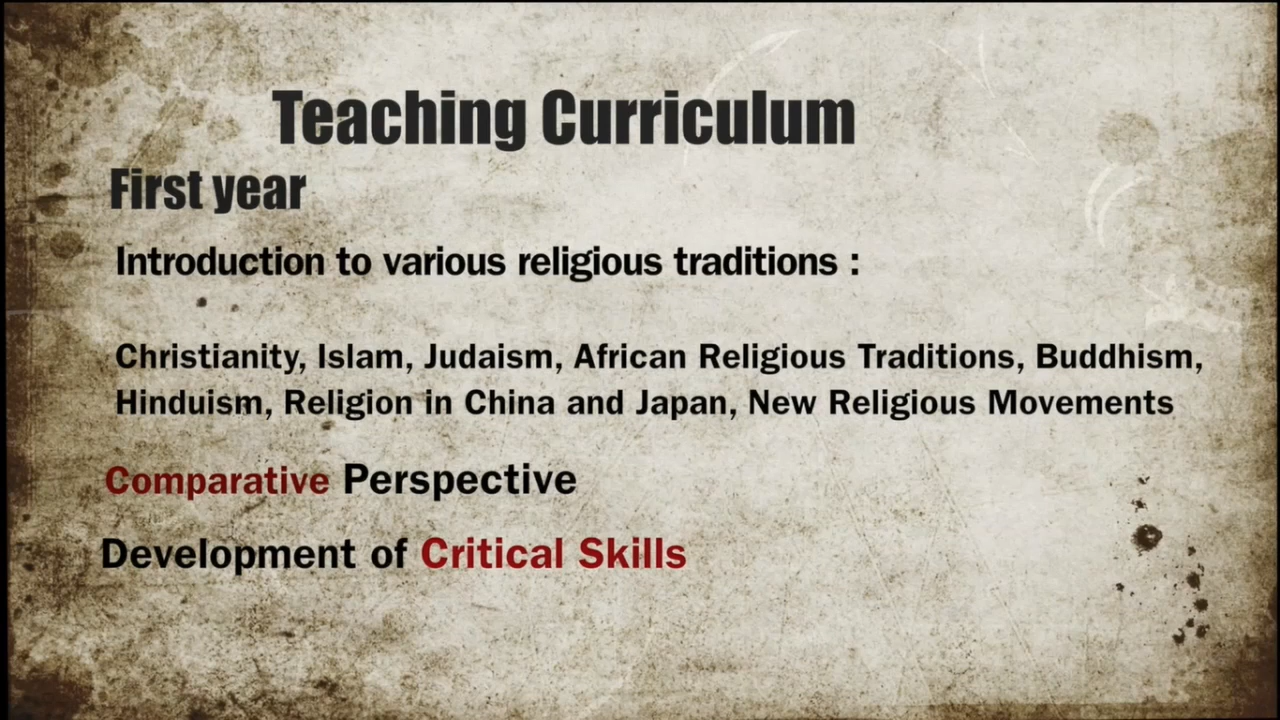 Teaching Curriculum
First year
Introduction to various religious traditions :
Christianity, Islam, Judaism, African Religious Traditions, Buddhism,
Hinduism, Religion in China and Japan, New Religious Movements
Comparative Perspective
Development of Critical Skills